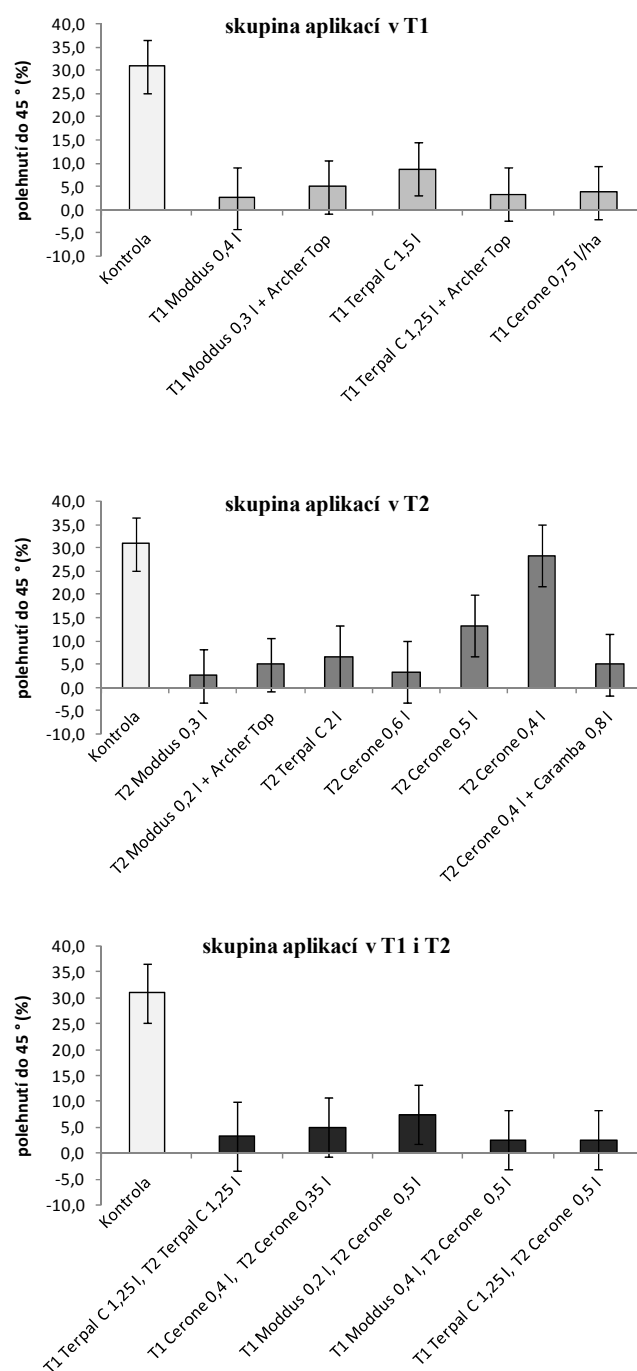 skupina aplikací v T1
polehnutí do 45 ° (%)
40,0
35,0
30,0
25,0
20,0
15,0
10,0
5,0
0,0
-5,0
-10,0
Kontrola
T1 Moddus 0,4 l
T1 Moddus 0,3 l + Archer Top
T1 Terpal C 1,5 l
T1 Terpal C 1,25 l + Archer Top
T1 Cerone 0,75 l/ha
skupina aplikací v T2
polehnutí do 45 ° (%)
40,0
35,0
30,0
25,0
20,0
15,0
10,0
5,0
0,0
-5,0
-10,0
Kontrola
T2 Moddus 0,3 l
T2 Moddus 0,2 l + Archer Top
T2 Terpal C 2 l
T2 Cerone 0,6 l
T2 Cerone 0,5 l
T2 Cerone 0,4 l
T2 Cerone 0,4 l + Caramba 0,8 l
skupina aplikací v T1 i T2
polehnutí do 45 ° (%)
40,0
35,0
30,0
25,0
20,0
15,0
10,0
5,0
0,0
-5,0
-10,0
Kontrola
T1 Terpal C 1,25 l, T2 Terpal C 1,25 l
T1 Cerone 0,4 l, T2 Cerone 0,35 l
T1 Moddus 0,2 l, T2 Cerone 0,5 l
T1 Moddus 0,4 l, T2 Cerone 0,5 l
T1 Terpal C 1,25 l, T2 Cerone 0,5 l